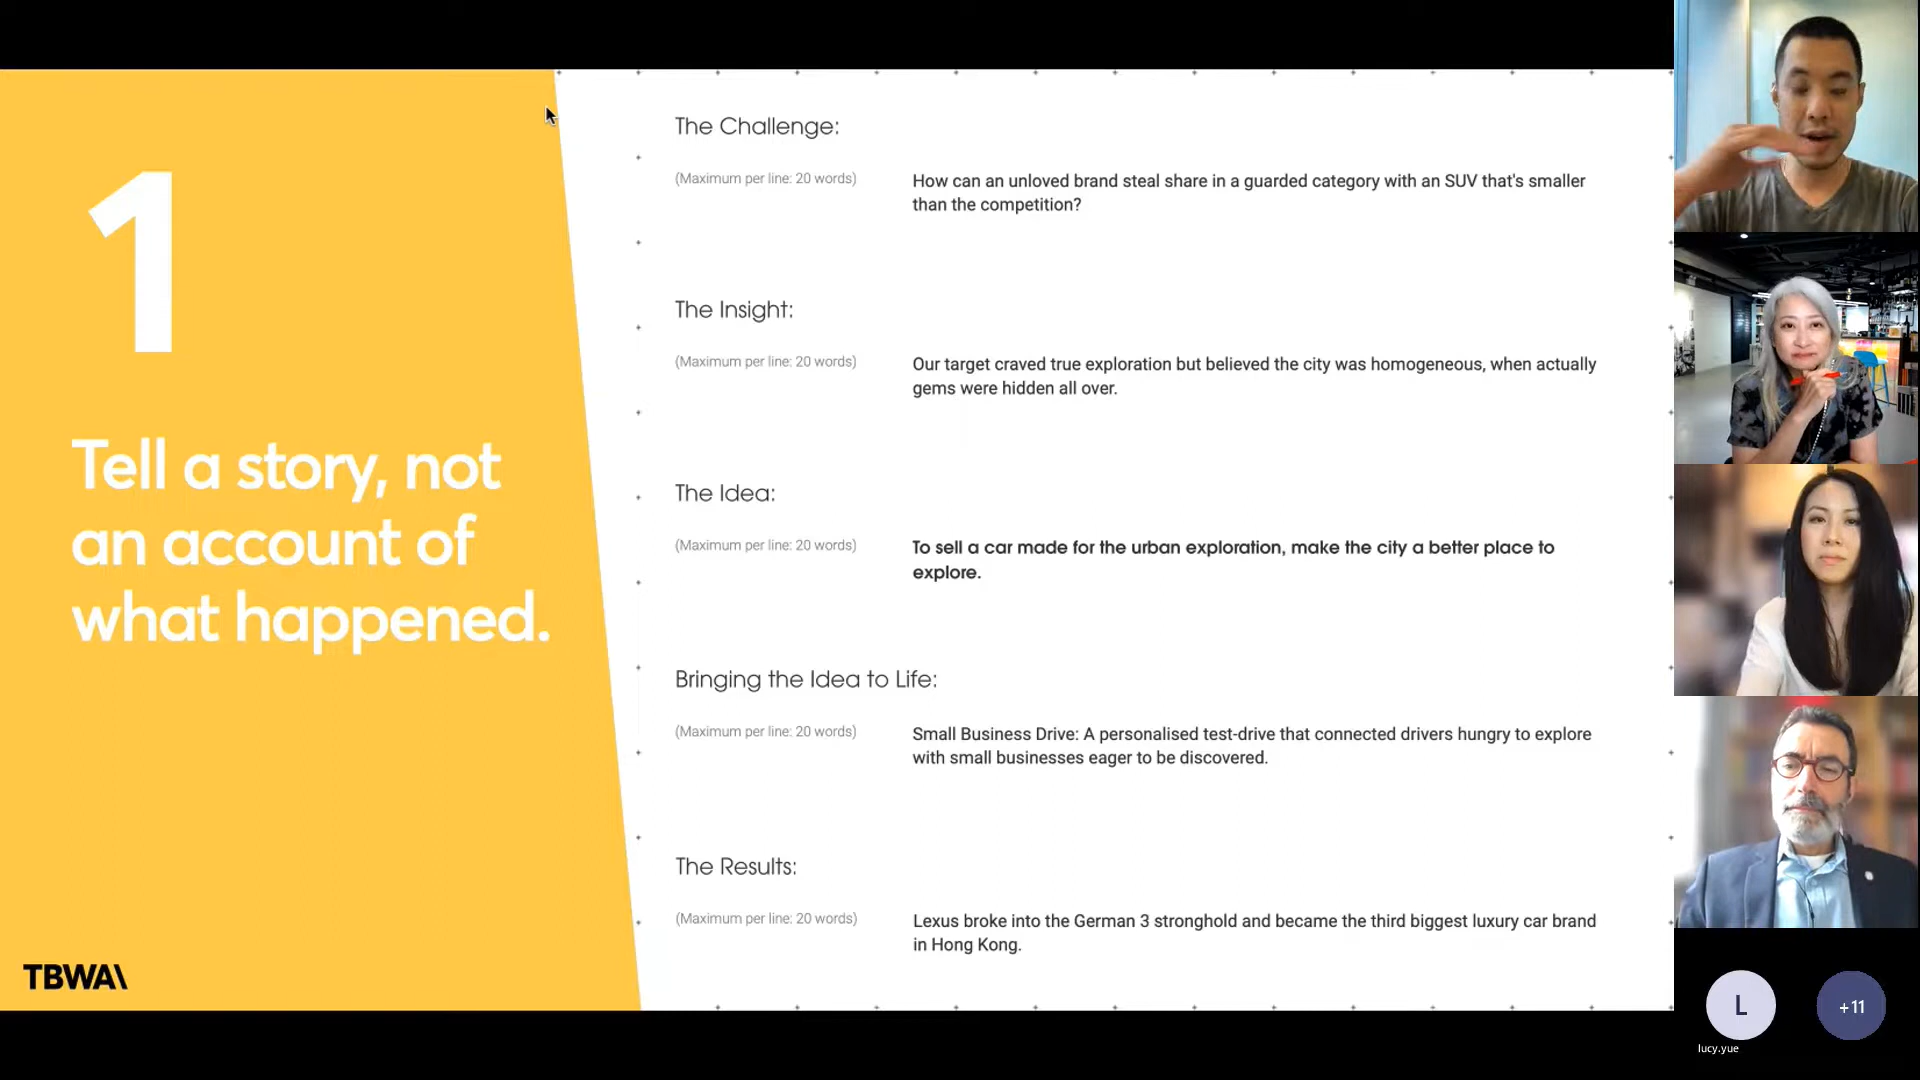 1
Tell a story, not
an account of
what happened.
TBWA\
The Challenge:
(Maximum per line: 20 words)
How can an unloved brand steal share in a guarded category with an SUV that's smaller
than the competition?
The Insight:
(Maximum per line: 20 words)
Our target craved true exploration but believed the city was homogeneous, when actually
gems were hidden all over.
The Idea:
(Maximum per line: 20 words)
To sell a car made for the urban exploration, make the city a better place to
explore.
Bringing the Idea to Life:
(Maximum per line: 20 words)
Small Business Drive: A personalised test-drive that connected drivers hungry to explore
with small businesses eager to be discovered.
The Results:
(Maximum per line: 20 words)
Lexus broke into the German 3 stronghold and became the third biggest luxury car brand
in Hong Kong.
L
+11
lucy.yue